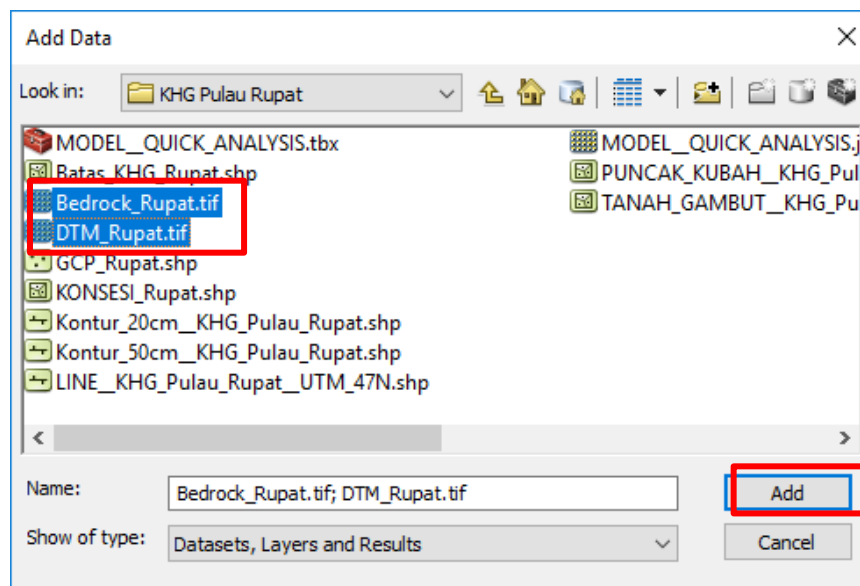 Add Data
Look in: KHG Pulau Rupat
MODEL__QUICK_ANALYSIS.tbx
Batas_KHG_Rupat.shp
Bedrock_Rupat.tif
DTM_Rupat.tif
GCP_Rupat.shp
KONSESI_Rupat.shp
Kontur_20cm__KHG_Pulau_Rupat.shp
Kontur_50cm__KHG_Pulau_Rupat.shp
LINE__KHG_Pulau_Rupat__UTM_47N.shp
MODEL__QUICK_ANALYSIS.j
PUNCAK_KUBAH__KHG_Pul
TANAH_GAMBUT__KHG_Pu
Name: Bedrock_Rupat.tif; DTM_Rupat.tif
Add
Show of type: Datasets, Layers and Results
Cancel